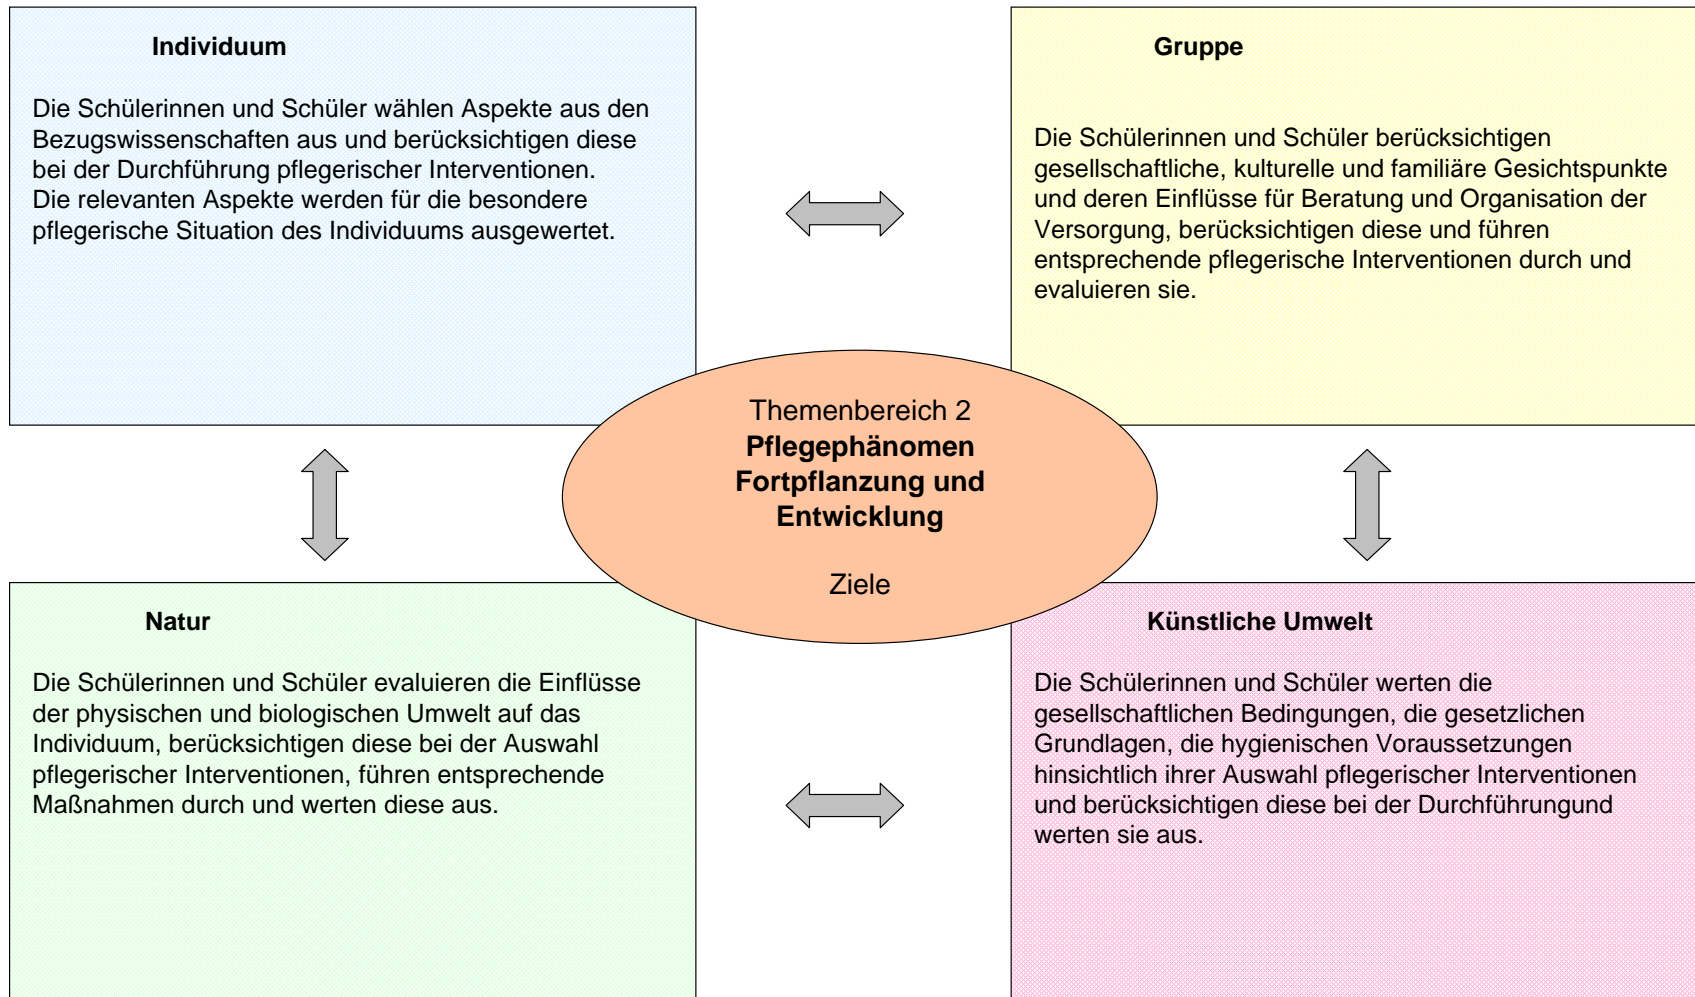 Individuum
Die Schülerinnen und Schüler wählen Aspekte aus den
Bezugswissenschaften aus und berücksichtigen diese
bei der Durchführung pflegerischer Interventionen.
Die relevanten Aspekte werden für die besondere
pflegerische Situation des Individuums ausgewertet.
Gruppe
Die Schülerinnen und Schüler berücksichtigen
gesellschaftliche, kulturelle und familiäre Gesichtspunkte
und deren Einflüsse für Beratung und Organisation der
Versorgung, berücksichtigen diese und führen
entsprechende pflegerische Interventionen durch und
evaluieren sie.
Themenbereich 2
Pflegephänomen
Fortpflanzung und
Entwicklung
Ziele
Natur
Die Schülerinnen und Schüler evaluieren die Einflüsse
der physischen und biologischen Umwelt auf das
Individuum, berücksichtigen diese bei der Auswahl
pflegerischer Interventionen, führen entsprechende
Maßnahmen durch und werten diese aus.
Künstliche Umwelt
Die Schülerinnen und Schüler werten die
gesellschaftlichen Bedingungen, die gesetzlichen
Grundlagen, die hygienischen Voraussetzungen
hinsichtlich ihrer Auswahl pflegerischer Interventionen
und berücksichtigen diese bei der Durchführungund
werten sie aus.